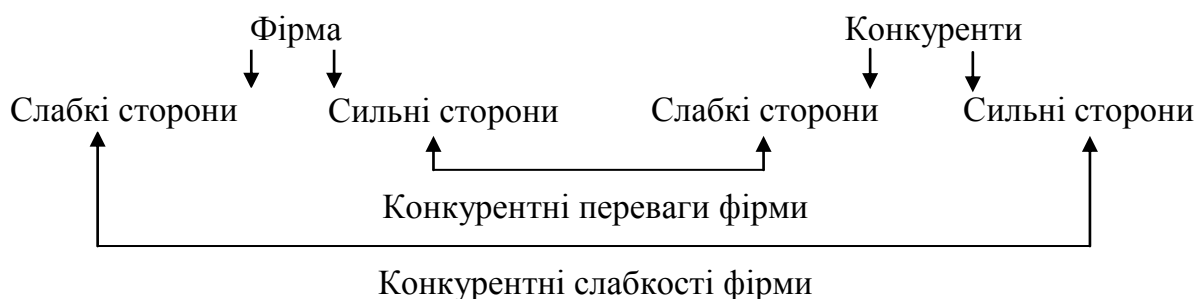 Фірма Конкуренти
Слабкі сторони Сильні сторони Слабкі сторони Сильні сторони
Конкурентні переваги фірми
Конкурентні слабкості фірми